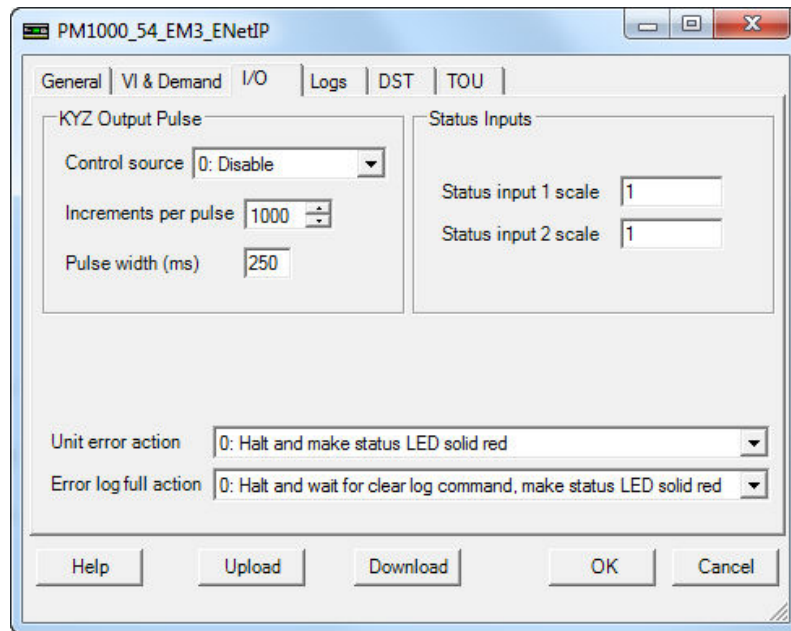 PM1000_54_EM3_ENetIP
General VI & Demand I/O Logs DST TOU
KYZ Output Pulse
Control source 0: Disable
Increments per pulse 1000
Pulse width (ms) 250
Status Inputs
Status input 1 scale 1
Status input 2 scale 1
Unit error action 0: Halt and make status LED solid red
Error log full action 0: Halt and wait for clear log command, make status LED solid red
Help Upload Download OK Cancel